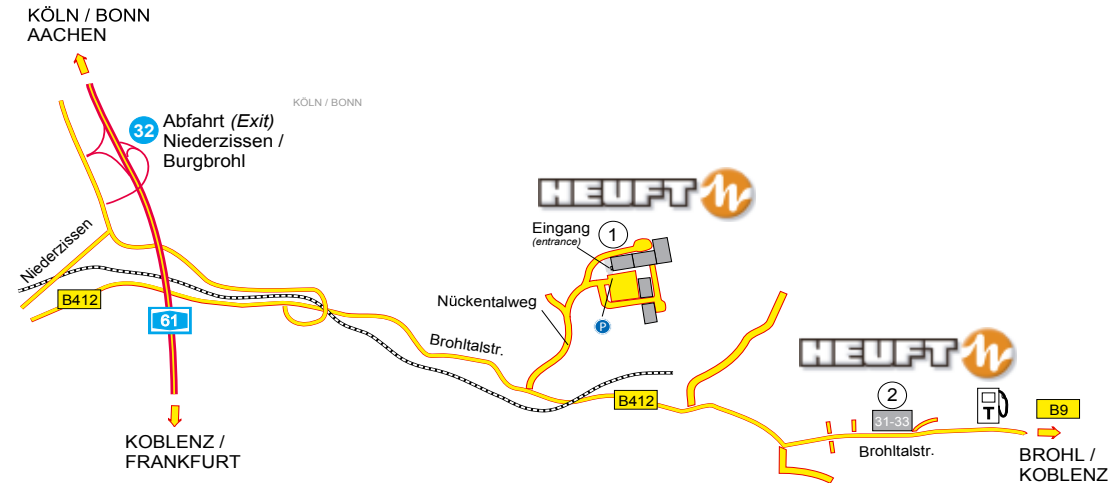 KÖLN / BONN
AACHEN
KÖLN / BONN
32
Abfahrt (Exit)
Niederzissen /
Burgbrohl
HEUFT
Eingang
(entrance)
1
Niederzissen
B412
61
Nückentalweg
P
Brohltalstr.
HEUFT
B412
2
31-33
T
B9
Brohltalstr.
KOBLENZ /
FRANKFURT
BROHL /
KOBLENZ